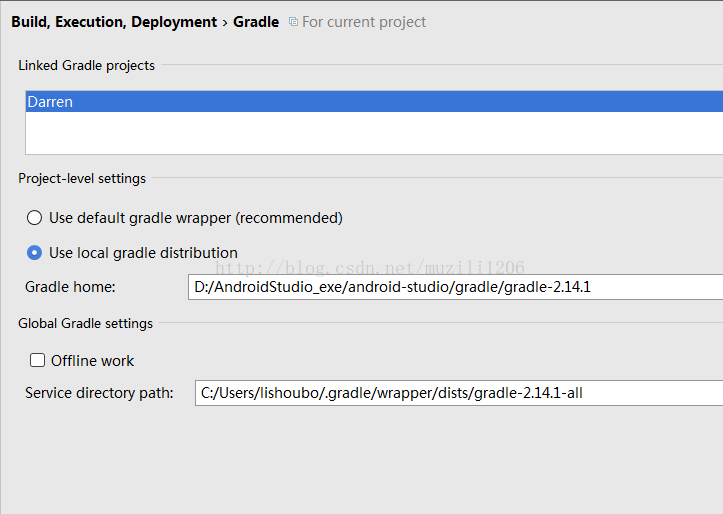 Build, Execution, Deployment › Gradle For current project
Linked Gradle projects
Darren
Project-level settings
Use default gradle wrapper (recommended)
Use local gradle distribution
http://blog.csdn.net/muzili1206
Gradle home: D:/AndroidStudio_exe/android-studio/gradle/gradle-2.14.1
Global Gradle settings
Offline work
Service directory path: C:/Users/lishoubo/.gradle/wrapper/dists/gradle-2.14.1-all